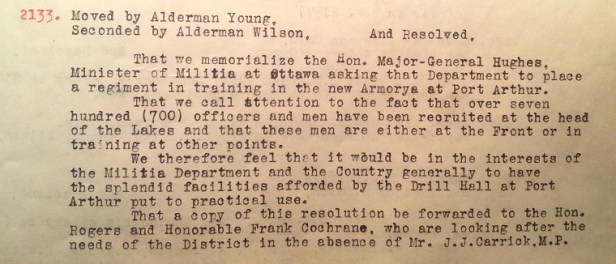 2133. Moved by Alderman Young,
Seconded by Alderman Wilson, And Resolved,
That we memorialize the Hon. Major-General Hughes,
Minister of Militia at Ottawa asking that Department to place
a regiment in training in the new Armorya at Port Arthur.
That we call attention to the fact that over seven
hundred (700) officers and men have been recruited at the head
of the Lakes and that these men are either at the Front or in
training at other points.
We therefore feel that it would be in the interests of
the Militia Department and the Country generally to have
the splendid facilities afforded by the Drill Hall at Port
Arthur put to practical use.
That a copy of this resolution be forwarded to the Hon.
Rogers and Honorable Frank Cochrane, who are looking after the
needs of the District in the absence of Mr. J.J.Carrick,M.P.